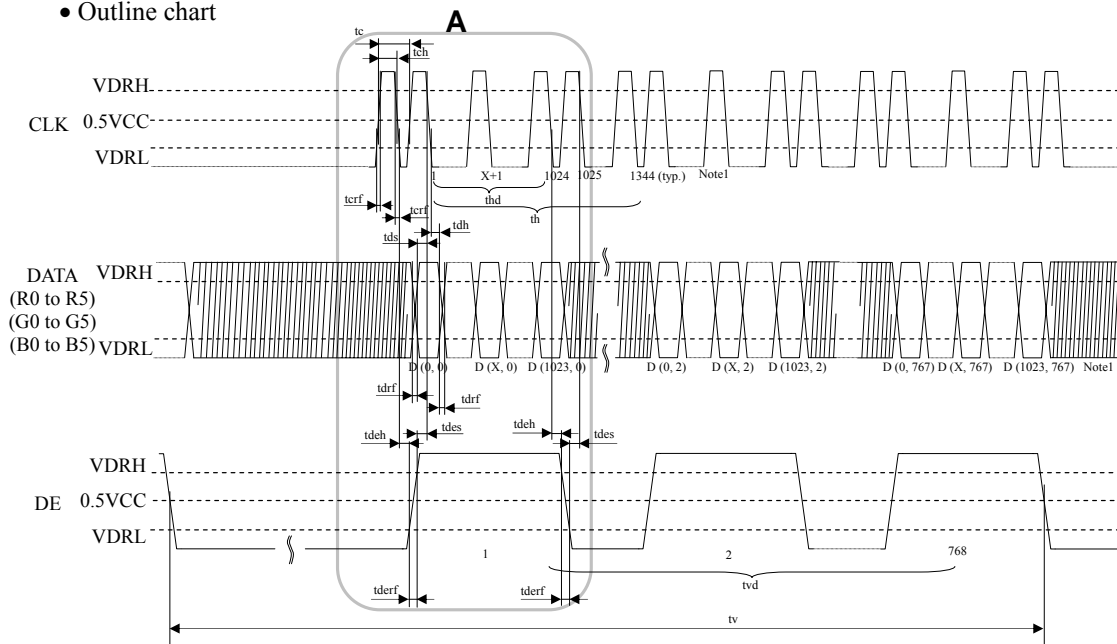 • Outline chart
A
tc
tch
VDRH
CLK 0.5VCC
VDRL
1 X+1 1024 1025 1344 (typ.) Note1
thd
th
tcrf
tcrf
tdh
tds
DATA VDRH
(R0 to R5)
(G0 to G5)
(B0 to B5) VDRL
D (0, 0) D (X, 0) D (1023, 0) D (0, 2) D (X, 2) D (1023, 2) D (0, 767) D (X, 767) D (1023, 767) Note1
tdrf
tdrf
tdeh tdes tdeh tdes
VDRH
DE 0.5VCC
VDRL
1 2 768
tvd
tderf tderf
tv